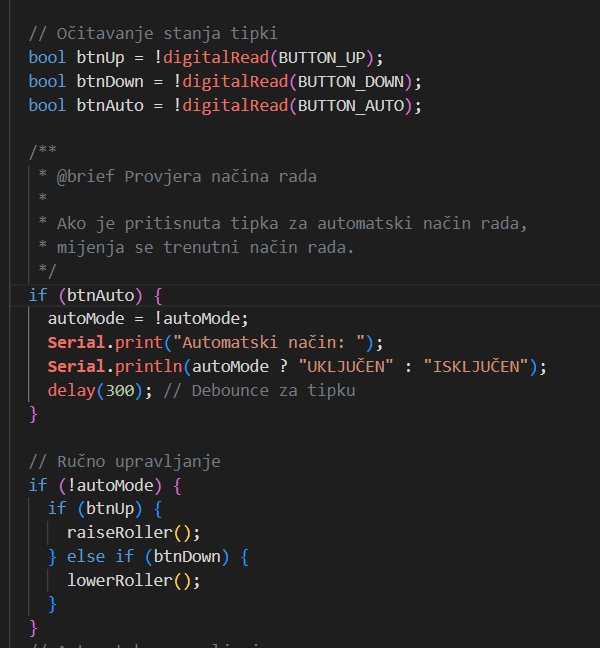 // Očitavanje stanja tipki
bool btnUp = !digitalRead(BUTTON_UP);
bool btnDown = !digitalRead(BUTTON_DOWN);
bool btnAuto = !digitalRead(BUTTON_AUTO);
/**
* @brief Provjera načina rada
*
* Ako je pritisnuta tipka za automatski način rada,
* mijenja se trenutni način rada.
*/
if (btnAuto) {
autoMode = !autoMode;
Serial.print("Automatski način: ");
Serial.println(autoMode ? "UKLJUČEN" : "ISKLJUČEN");
delay(300); // Debounce za tipku
}
// Ručno upravljanje
if (!autoMode) {
if (btnUp) {
raiseRoller();
} else if (btnDown) {
lowerRoller();
}
}